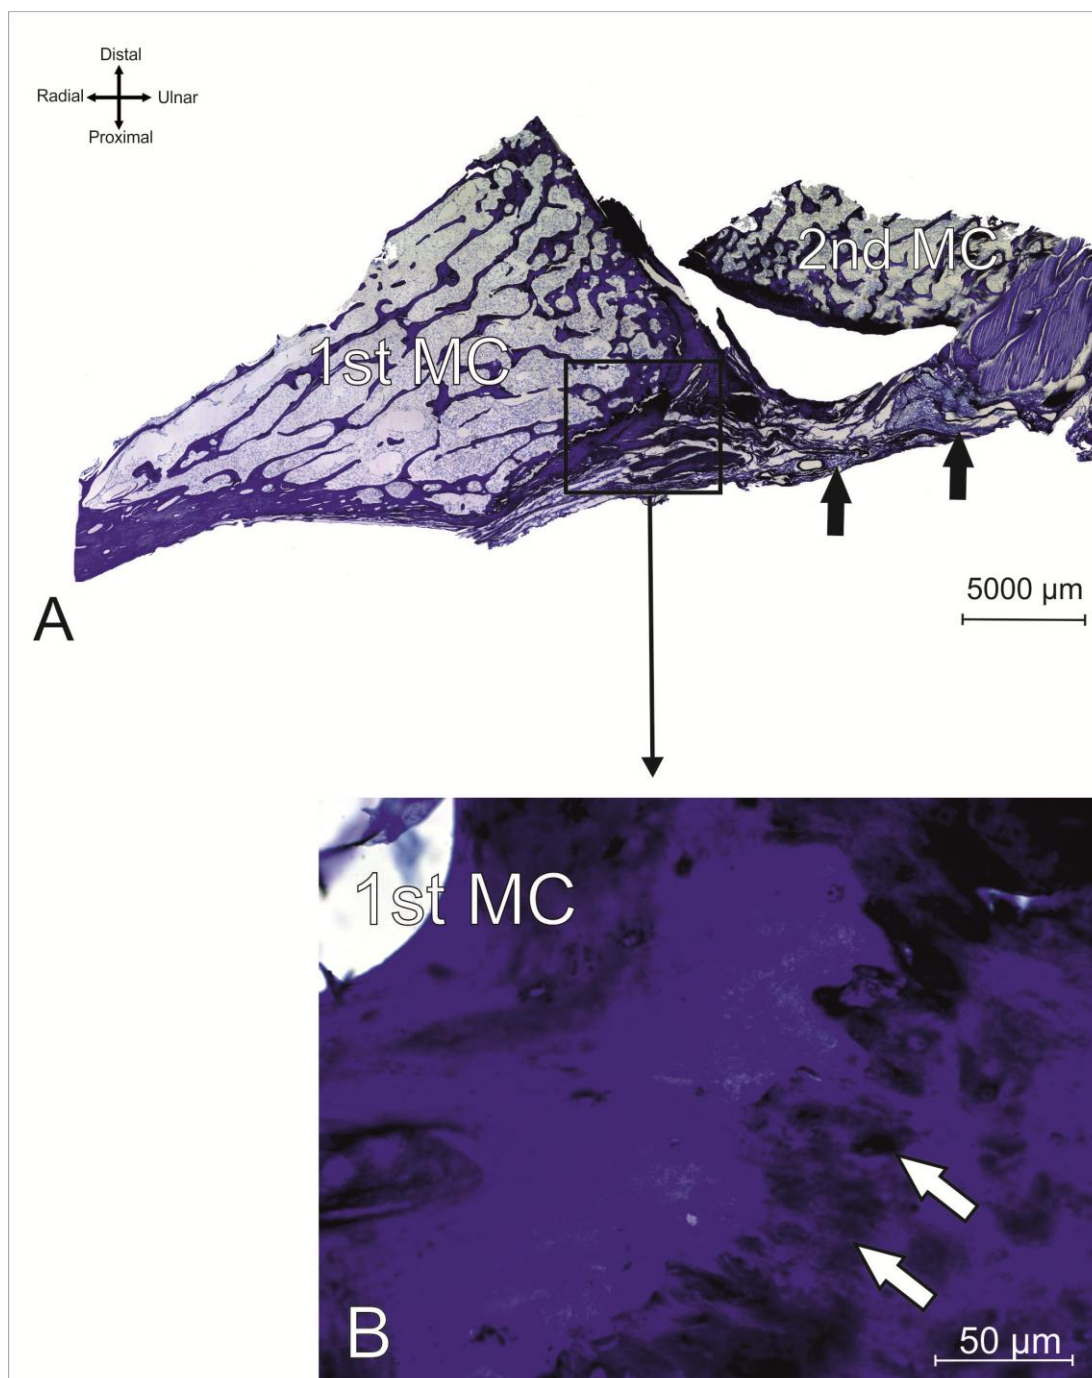 Distal
Radial Ulnar
Proximal
2nd MC
1st MC
5000 µm
A
1st MC
B
50 µm